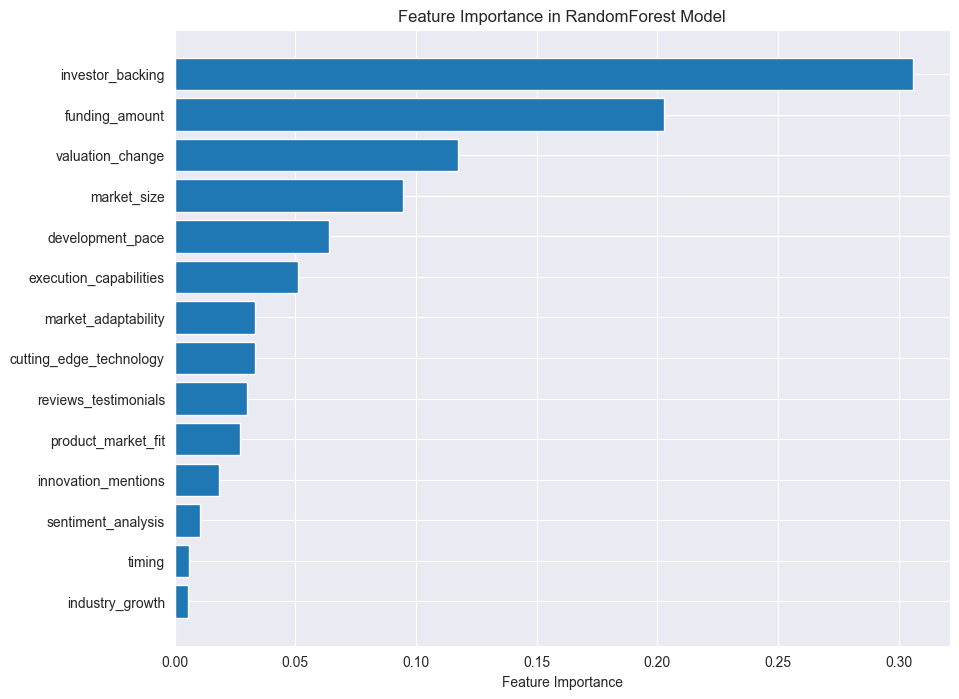 Feature Importance in RandomForest Model
investor_backing
funding_amount
valuation_change
market_size
development_pace
execution_capabilities
market_adaptability
cutting_edge_technology
reviews_testimonials
product_market_fit
innovation_mentions
sentiment_analysis
timing
industry_growth
0.00 0.05 0.10 0.15 0.20 0.25 0.30
Feature Importance